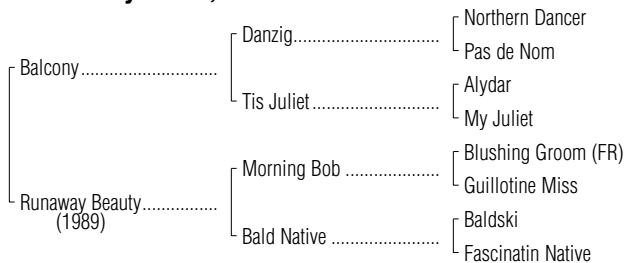 Northern Dancer
Danzig
Pas de Nom
Balcony
Alydar
Tis Juliet
My Juliet
Blushing Groom (FR)
Morning Bob
Guillotine Miss
Runaway Beauty
(1989)
Baldski
Bald Native
Fascinatin Native